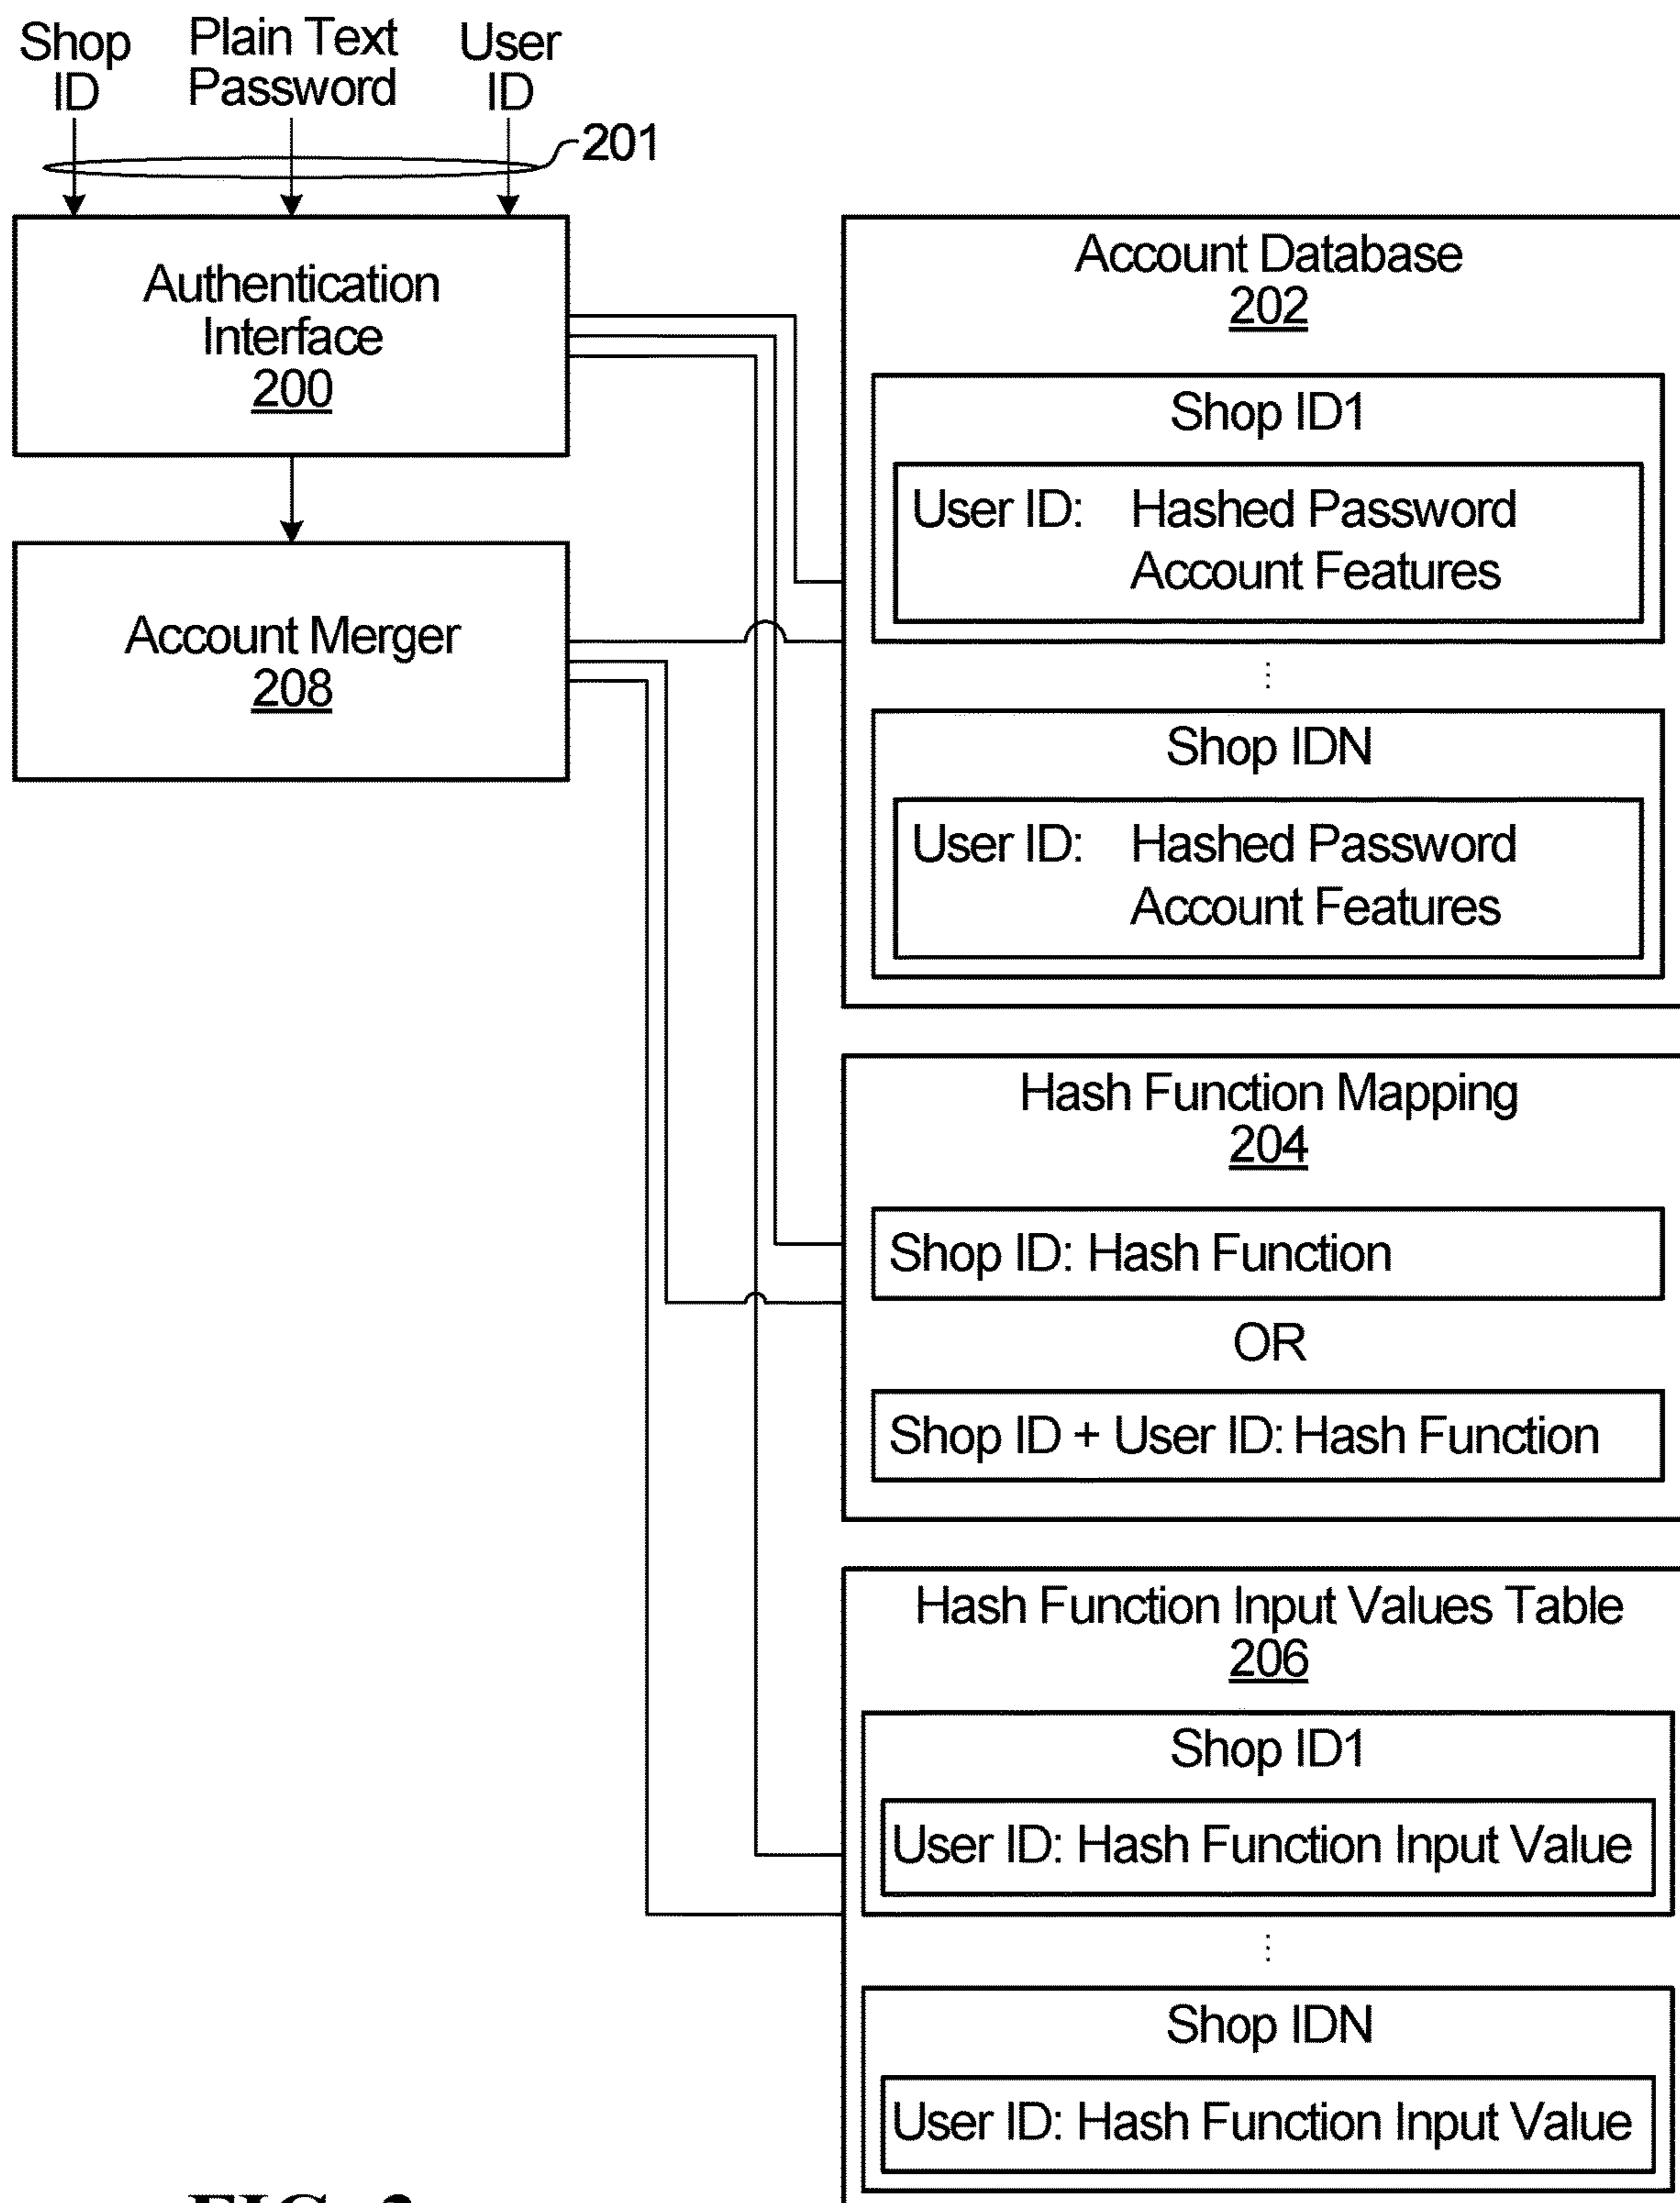 Shop
ID
Plain Text
Password
User
ID
201
Authentication
Interface
200
Account Merger
208
Account Database
202
Shop ID1
User ID: Hashed Password
Account Features
⋮
Shop IDN
User ID: Hashed Password
Account Features
Hash Function Mapping
204
Shop ID: Hash Function
OR
Shop ID + User ID: Hash Function
Hash Function Input Values Table
206
Shop ID1
User ID: Hash Function Input Value
⋮
Shop IDN
User ID: Hash Function Input Value